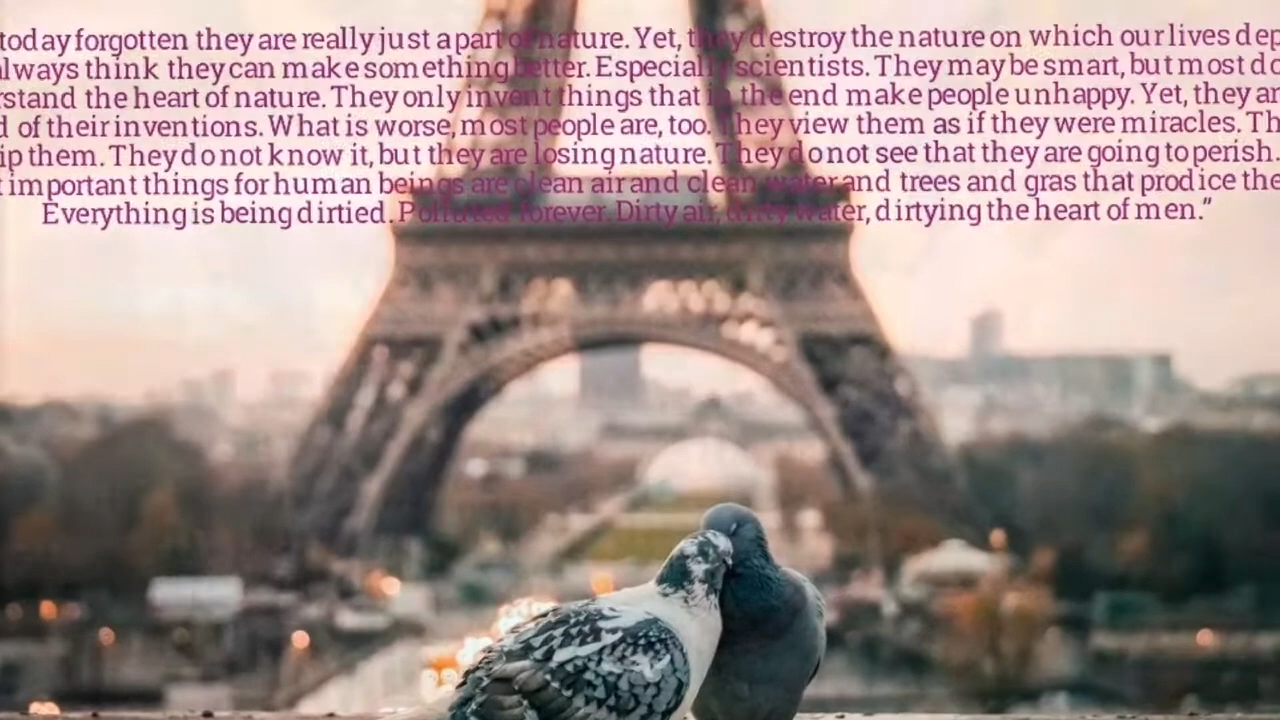 today forgotten they are really just a part of nature. Yet, they destroy the nature on which our lives dep
always think they can make something better. Especially scientists. They may be smart, but most do
rstand the heart of nature. They only invent things that in the end make people unhappy. Yet, they ar
d of their inventions. What is worse, most people are, too. They view them as if they were miracles. Th
ip them. They do not know it, but they are losing nature. They do not see that they are going to perish.
t important things for human beings are clean air and clean water and trees and gras that prodice the
Everything is being dirtied. Polluted forever. Dirty air, dirty water, dirtying the heart of men."